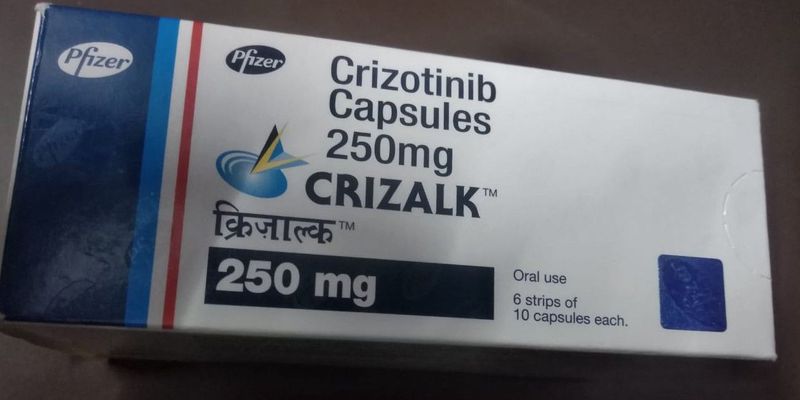 Pfizer
Pfizer
Crizotinib
Capsules
250mg
CRIZALK™
क्रिज़ाल्क™
250 mg
Oral use
6 strips of
10 capsules each.